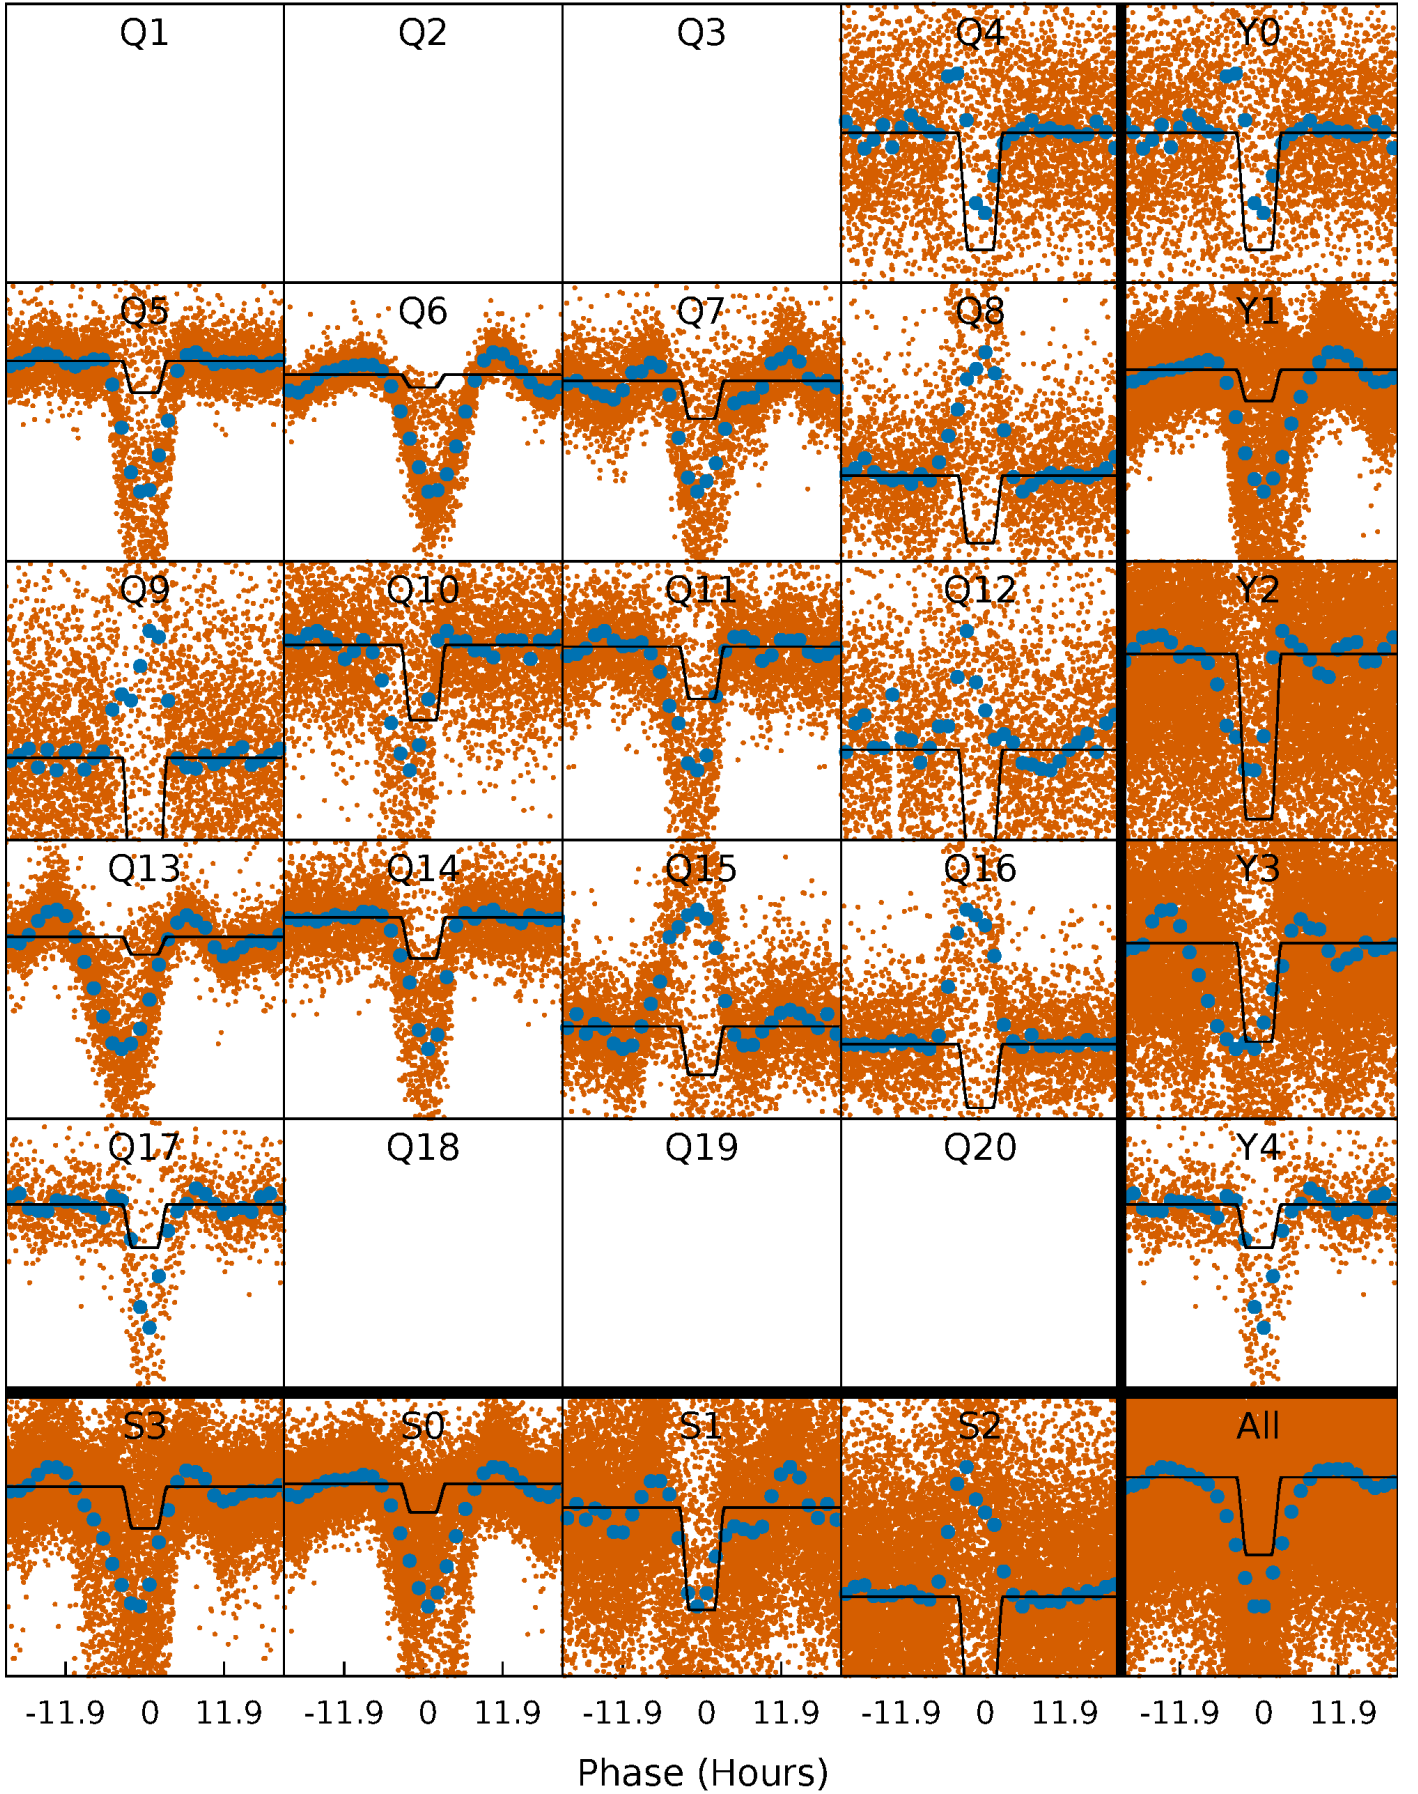 Q1 Q2 Q3 Q4 Y0
Q5 Q6 Q7 Q8 Y1
Q9 Q10 Q11 Q12 Y2
Q13 Q14 Q15 Q16 Y3
Q17 Q18 Q19 Q20 Y4
S3 S0 S1 S2 All
-11.9 0 11.9 -11.9 0 11.9 -11.9 0 11.9 -11.9 0 11.9 -11.9 0 11.9
Phase (Hours)